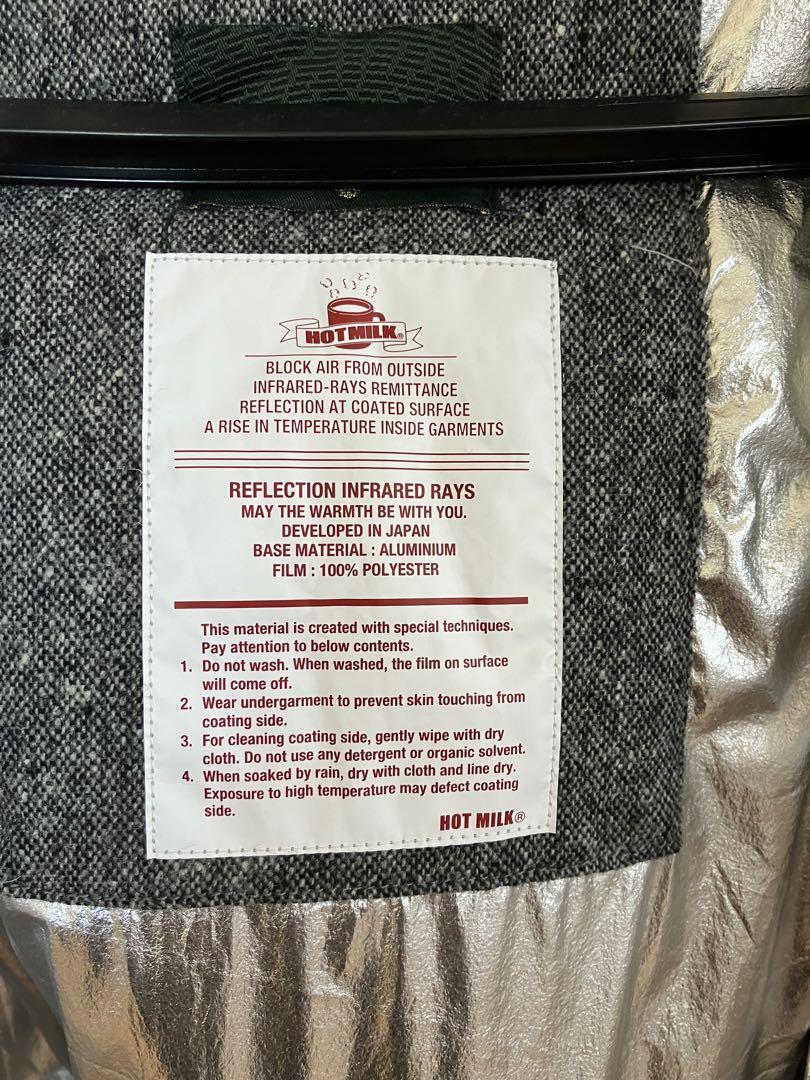 HOT MILK®
BLOCK AIR FROM OUTSIDE
INFRARED-RAYS REMITTANCE
REFLECTION AT COATED SURFACE
A RISE IN TEMPERATURE INSIDE GARMENTS
REFLECTION INFRARED RAYS
MAY THE WARMTH BE WITH YOU.
DEVELOPED IN JAPAN
BASE MATERIAL : ALUMINIUM
FILM : 100% POLYESTER
This material is created with special techniques.
Pay attention to below contents.
1. Do not wash. When washed, the film on surface
will come off.
2. Wear undergarment to prevent skin touching from
coating side.
3. For cleaning coating side, gently wipe with dry
cloth. Do not use any detergent or organic solvent.
4. When soaked by rain, dry with cloth and line dry.
Exposure to high temperature may defect coating
side.
HOT MILK®